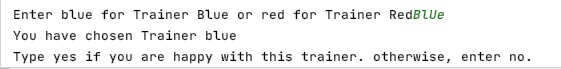 Enter blue for Trainer Blue or red for Trainer RedBlUe
You have chosen Trainer blue
Type yes if you are happy with this trainer. otherwise, enter no.